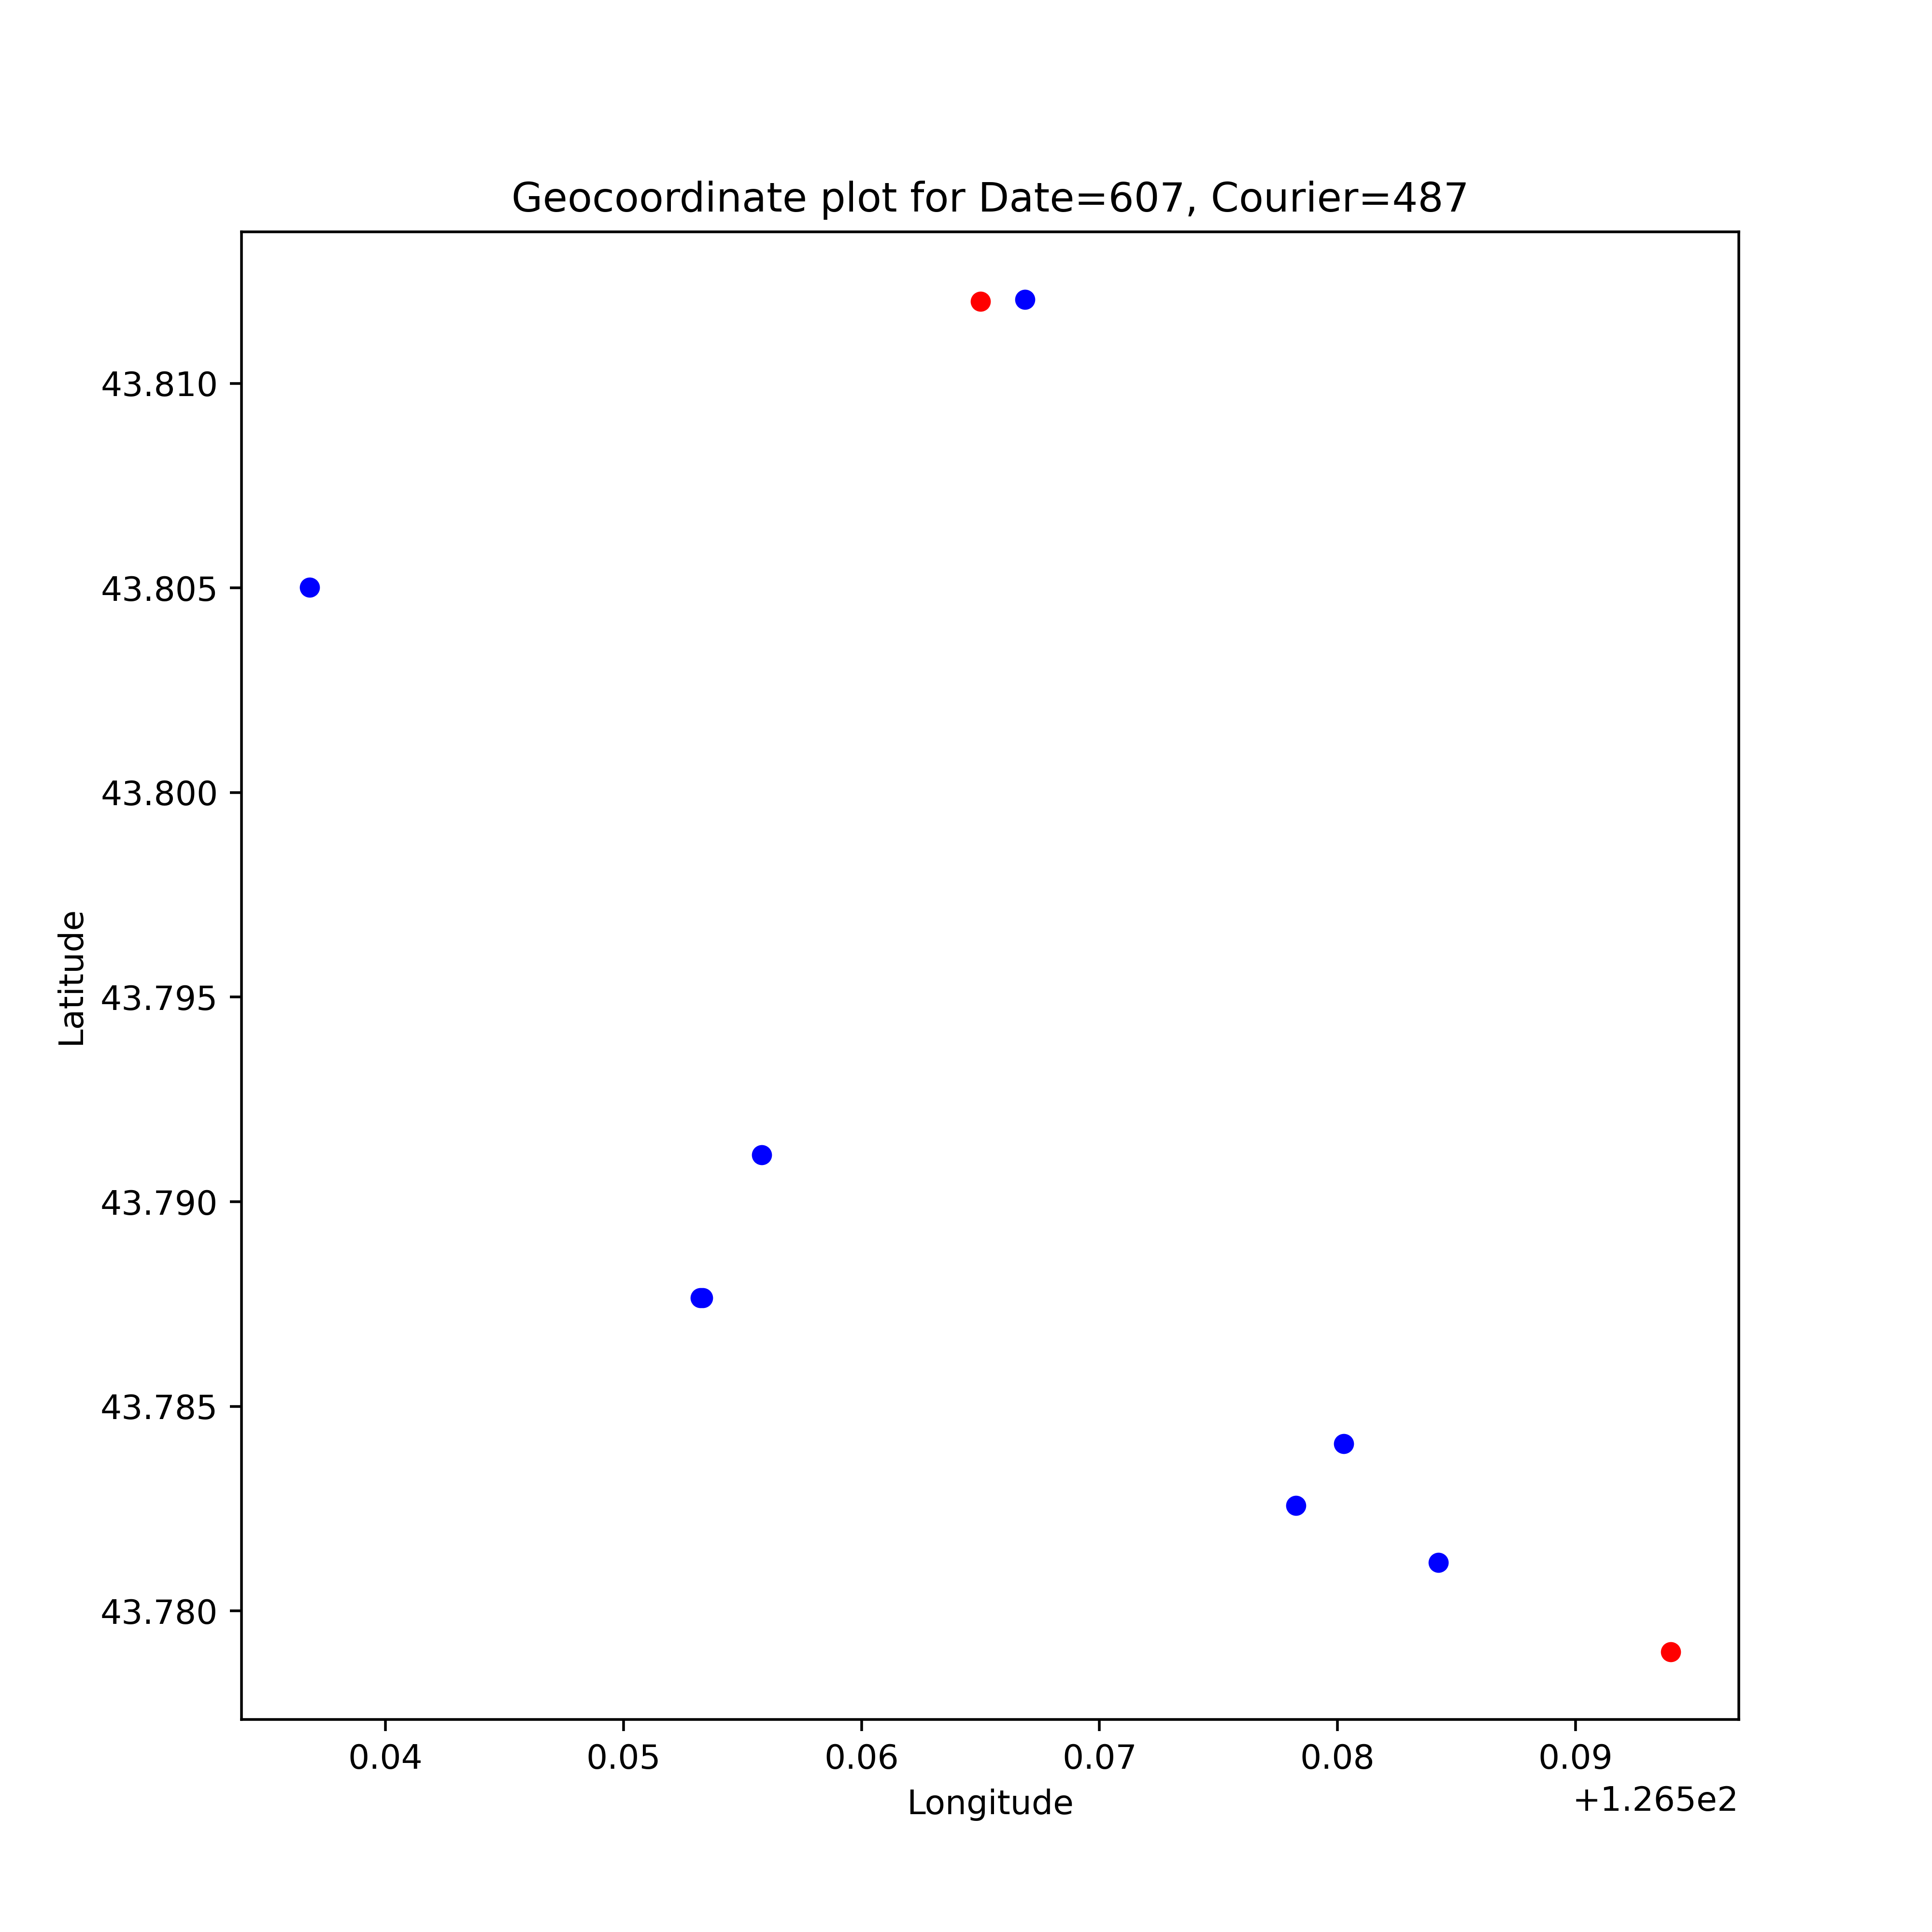 Geocoordinate plot for Date=607, Courier=487
43.810
43.805
43.800
43.795
43.790
43.785
43.780
Latitude
0.04 0.05 0.06 0.07 0.08 0.09
+1.265e2
Longitude